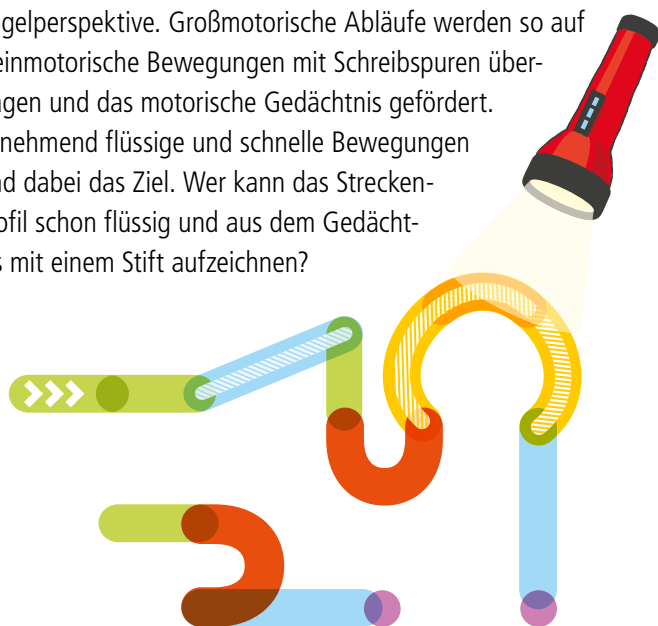 gelperspektive. Großmotorische Abläufe werden so auf
einmotorische Bewegungen mit Schreibspuren über-
gen und das motorische Gedächtnis gefördert.
nehmend flüssige und schnelle Bewegungen
d dabei das Ziel. Wer kann das Strecken-
ofil schon flüssig und aus dem Gedächt-
s mit einem Stift aufzeichnen?